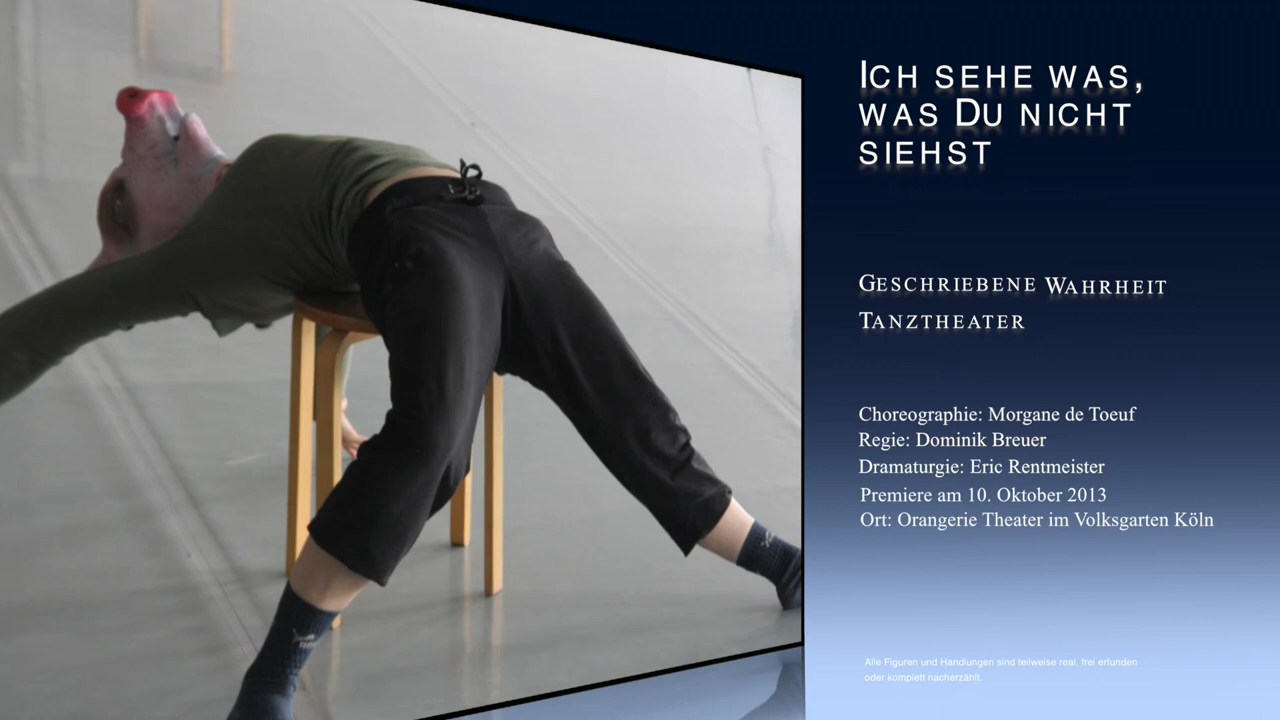 Ich sehe was,
was Du nicht
siehst
Geschriebene Wahrheit
Tanztheater
Choreographie: Morgane de Toeuf
Regie: Dominik Breuer
Dramaturgie: Eric Rentmeister
Premiere am 10. Oktober 2013
Ort: Orangerie Theater im Volksgarten Köln
Alle Figuren und Handlungen sind teilweise real, frei erfunden
oder komplett nacherzählt.